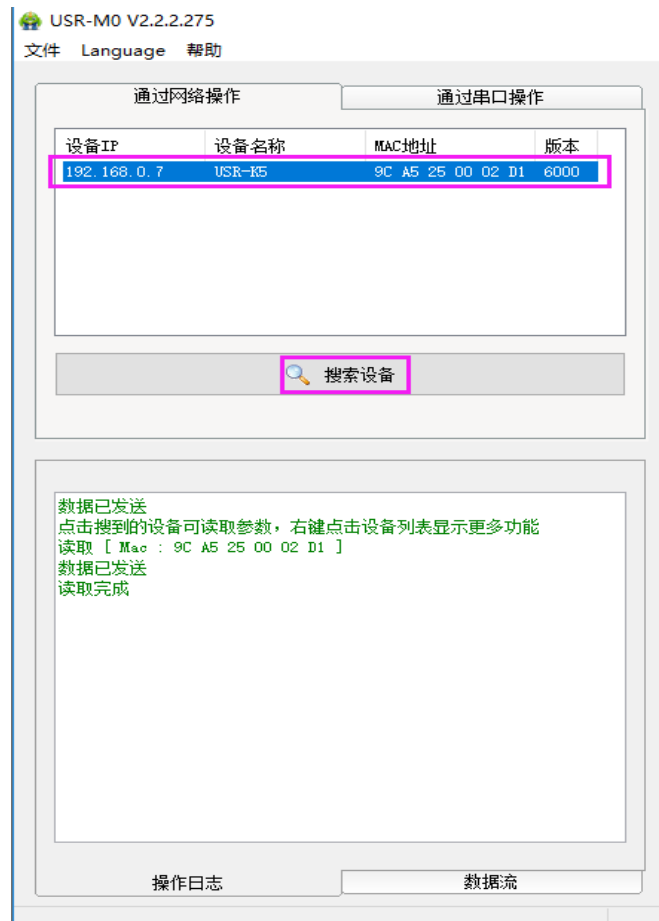 USR-M0 V2.2.2.275
文件 Language 帮助
通过网络操作 通过串口操作
设备IP 设备名称 MAC地址 版本
192.168.0.7 USR-K5 9C A5 25 00 02 D1 6000
搜索设备
数据已发送
点击搜到的设备可读取参数，右键点击设备列表显示更多功能
读取 [ Mac : 9C A5 25 00 02 D1 ]
数据已发送
读取完成
操作日志 数据流